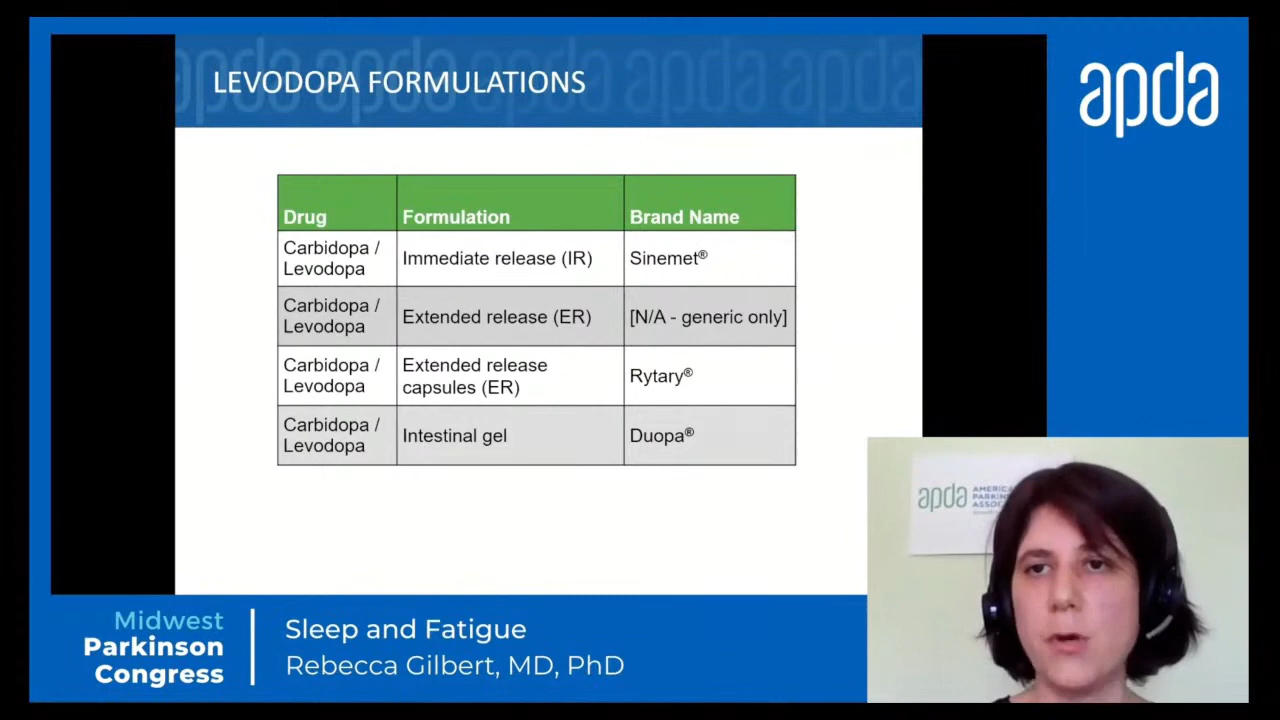 LEVODOPA FORMULATIONS
apda
Drug Formulation Brand Name
Carbidopa / Levodopa Immediate release (IR) Sinemet®
Carbidopa / Levodopa Extended release (ER) [N/A - generic only]
Carbidopa / Levodopa Extended release capsules (ER) Rytary®
Carbidopa / Levodopa Intestinal gel Duopa®
apda
Midwest
Parkinson
Congress
Sleep and Fatigue
Rebecca Gilbert, MD, PhD